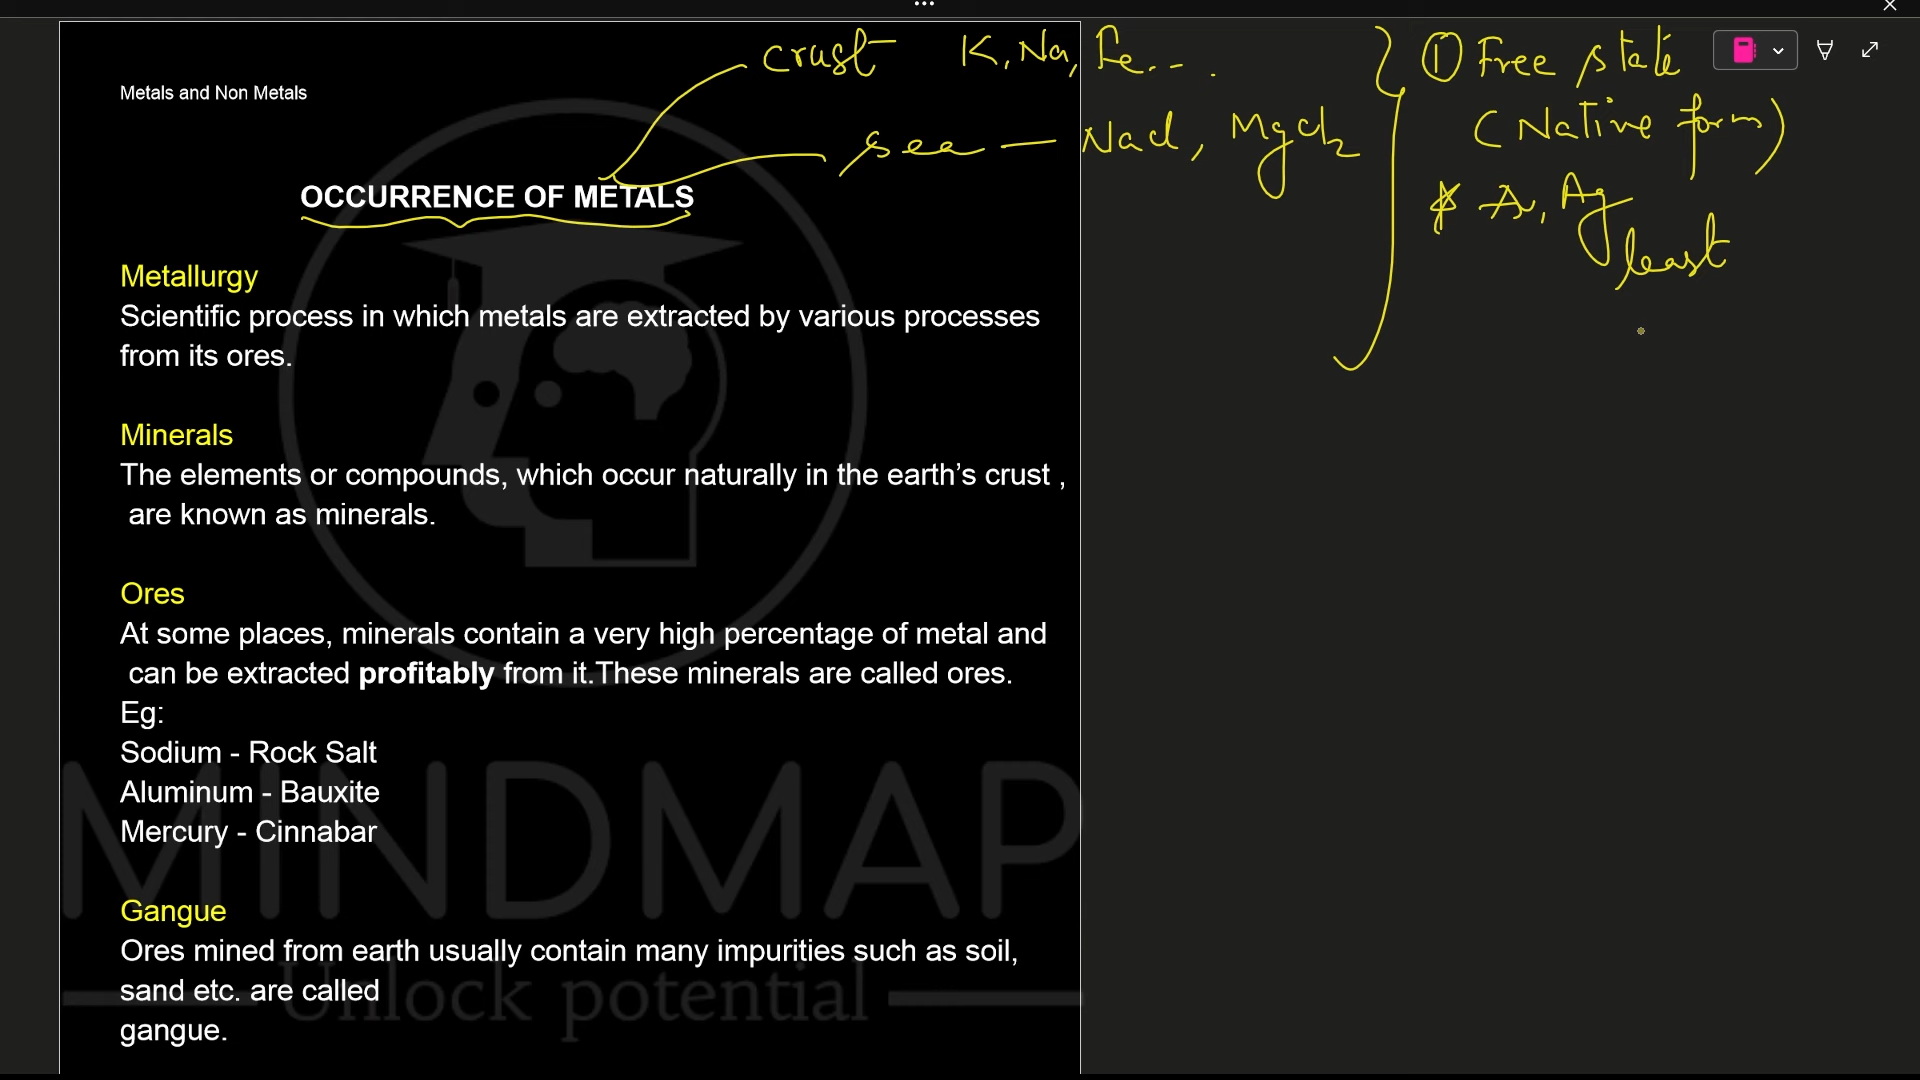 crust K, Na, Fe...
① Free state
Metals and Non Metals
sea — Nacl, Mgcl2
(Native form)
OCCURRENCE OF METALS
Ag
least
Metallurgy
Scientific process in which metals are extracted by various processes
from its ores.
Minerals
The elements or compounds, which occur naturally in the earth’s crust ,
are known as minerals.
Ores
At some places, minerals contain a very high percentage of metal and
can be extracted profitably from it.These minerals are called ores.
Eg:
Sodium - Rock Salt
Aluminum - Bauxite
Mercury - Cinnabar
MINDMAP
Gangue
Ores mined from earth usually contain many impurities such as soil,
sand etc. are called
Unlock potential
gangue.